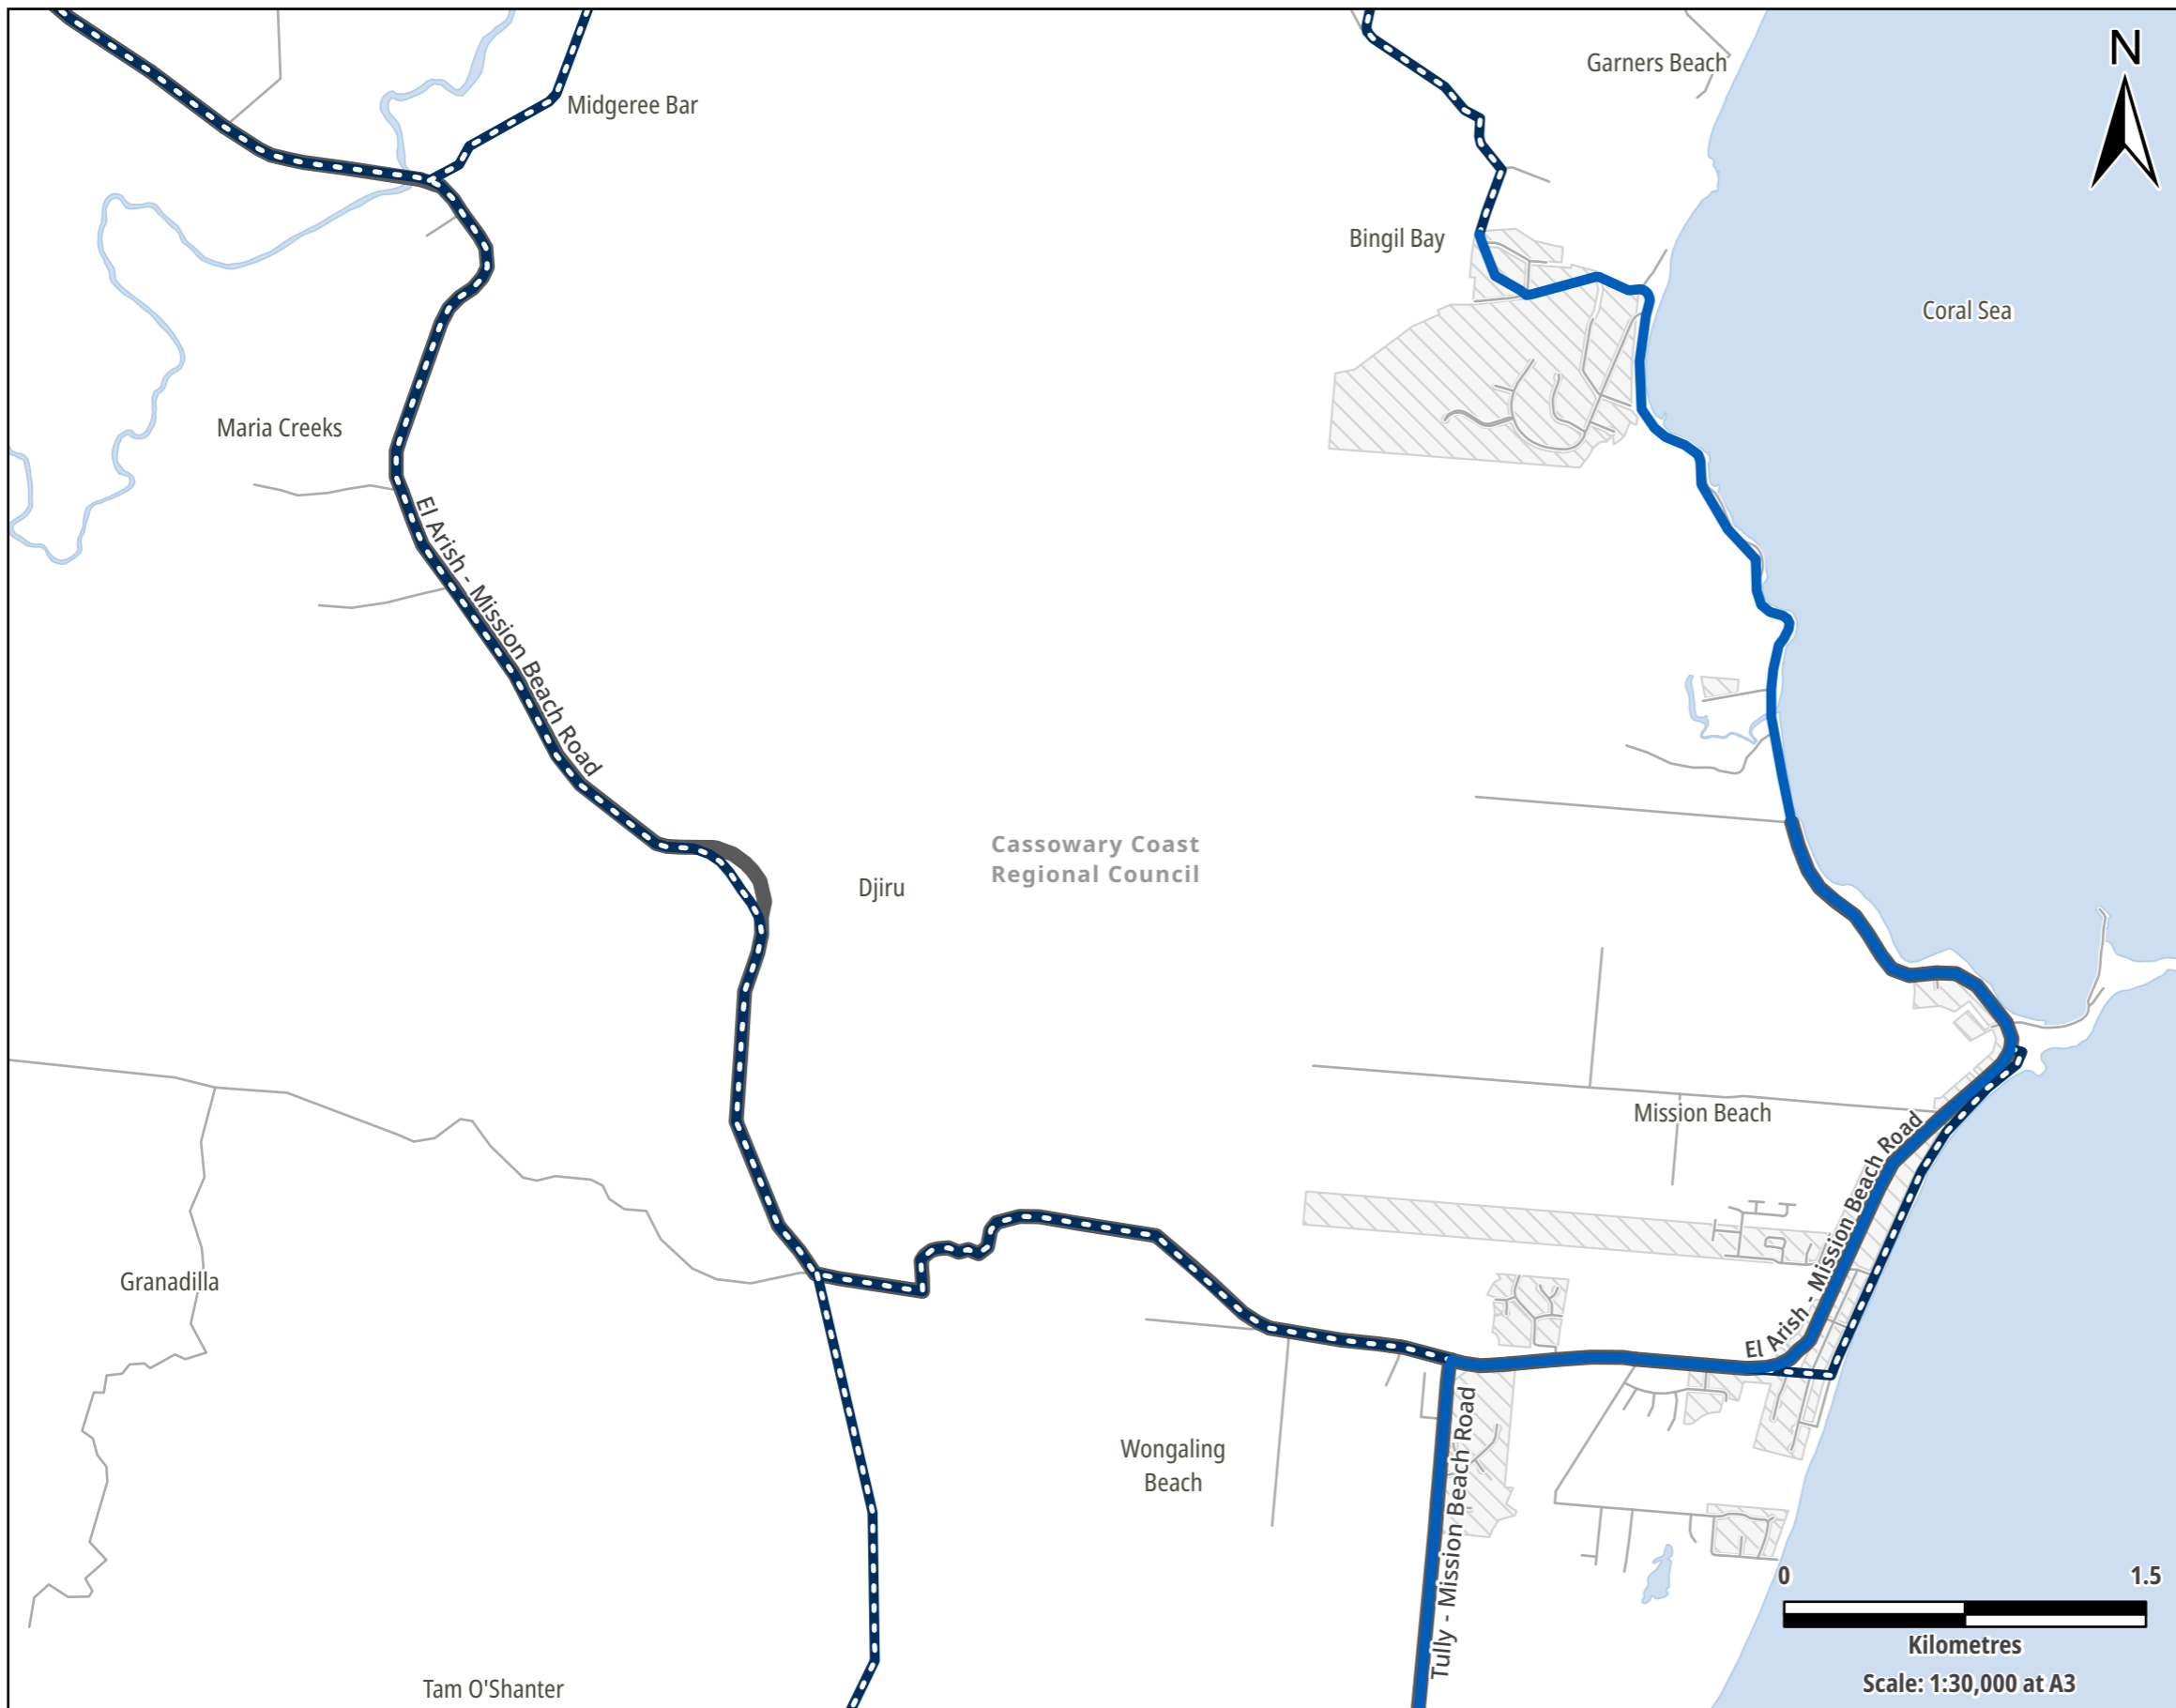 N
Garners Beach
Midgeree Bar
Bingil Bay
Coral Sea
Maria Creeks
El Arish - Mission Beach Road
Cassowary Coast
Regional Council
Djiru
Mission Beach
El Arish - Mission Beach Road
Granadilla
Wongaling
Beach
Tully - Mission Beach Road
0 1.5
Kilometres
Scale: 1:30,000 at A3
Tam O'Shanter